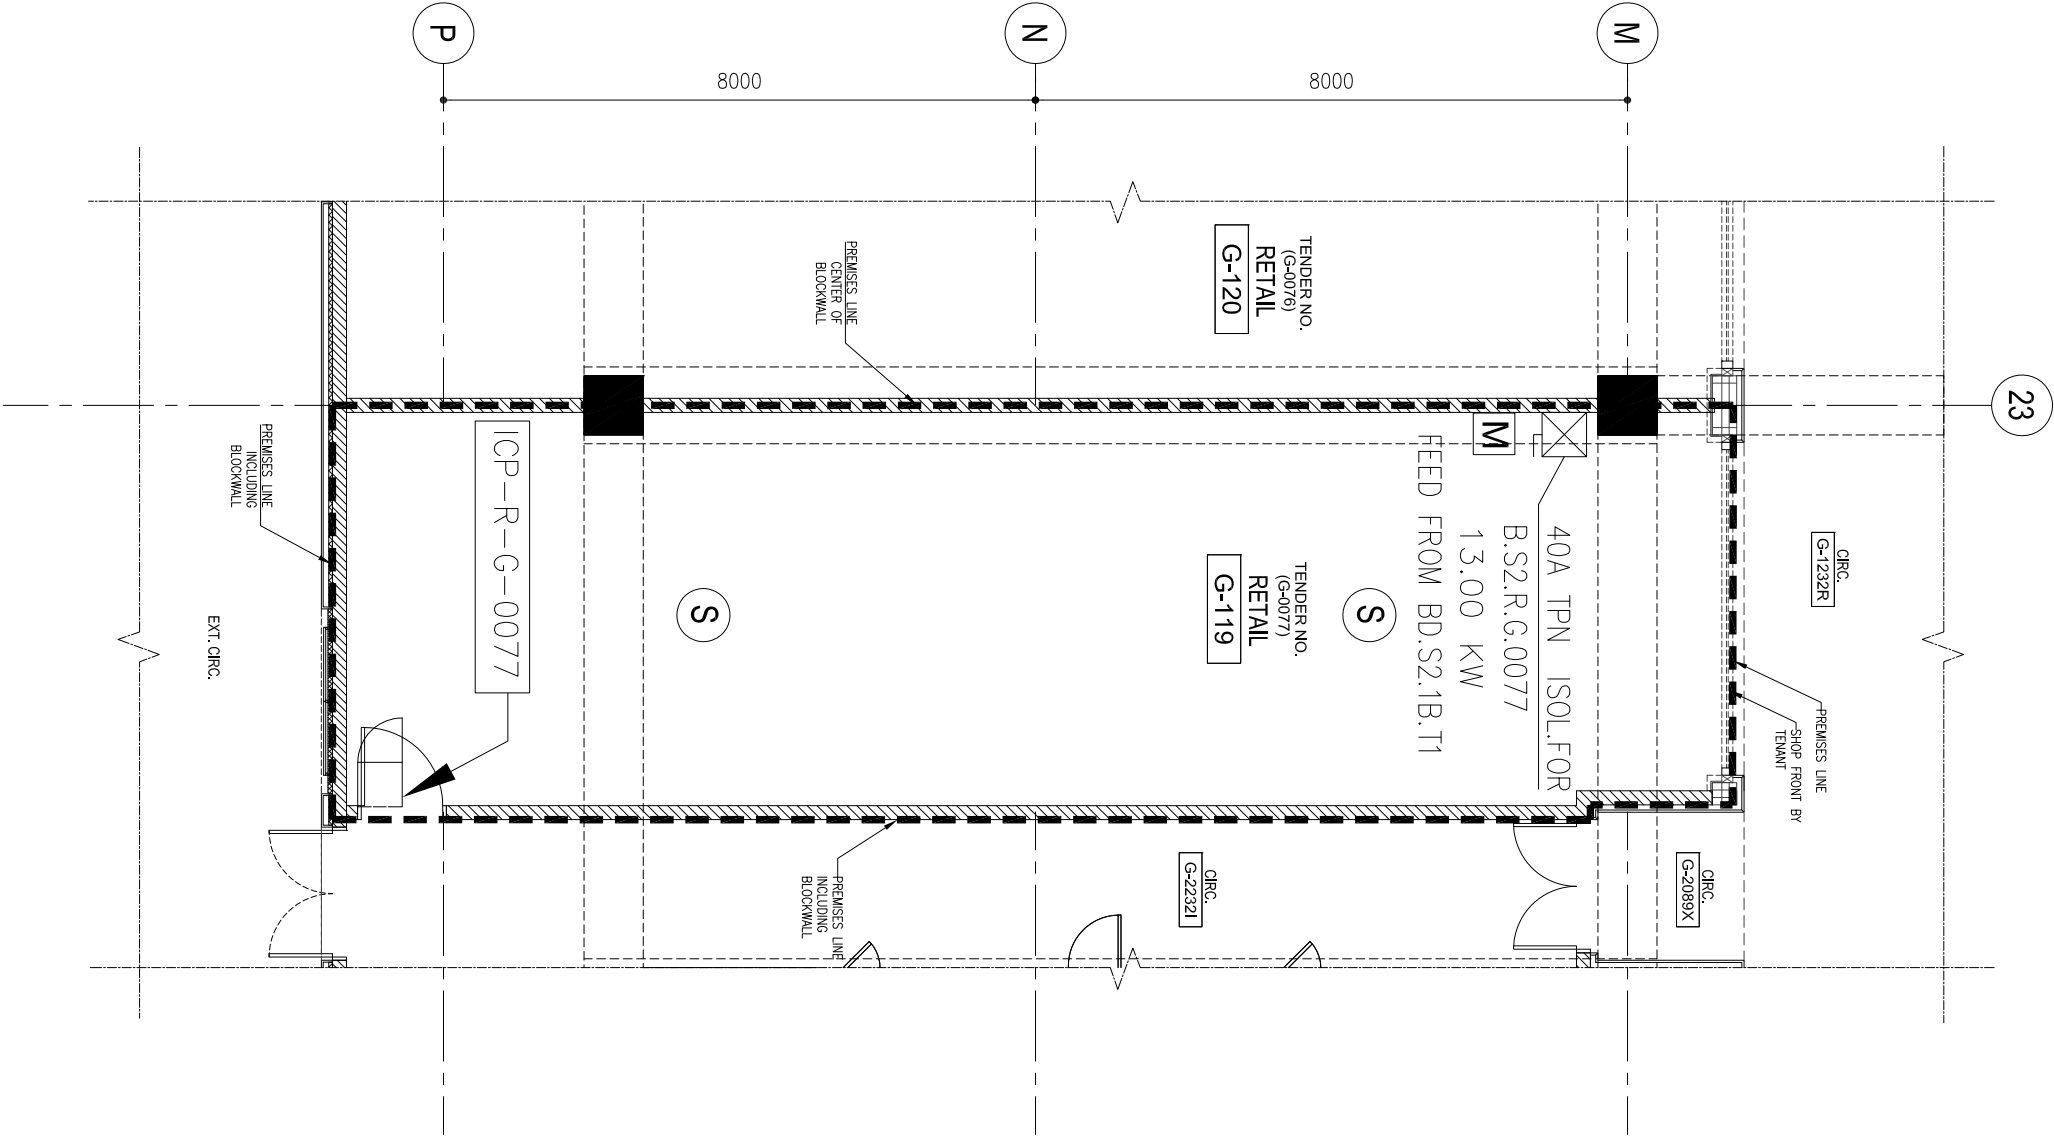 P
N
M
8000
8000
23
TENDER NO.
(G-0076)
RETAIL
G-120
PREMISES LINE
CENTER OF
BLOCKWALL
PREMISES LINE
INCLUDING
BLOCKWALL
EXT. CIRC.
ICP-R-G-0077
S
TENDER NO.
(G-0077)
RETAIL
G-119
S
M
40A TPN ISOL.FOR
B.S2.R.G.0077
13.00 KW
FEED FROM BD.S2.1B.T1
CIRC.
G-1232R
PREMISES LINE
SHOP FRONT BY
TENANT
PREMISES LINE
INCLUDING
BLOCKWALL
CIRC.
G-2232I
CIRC.
G-2089X